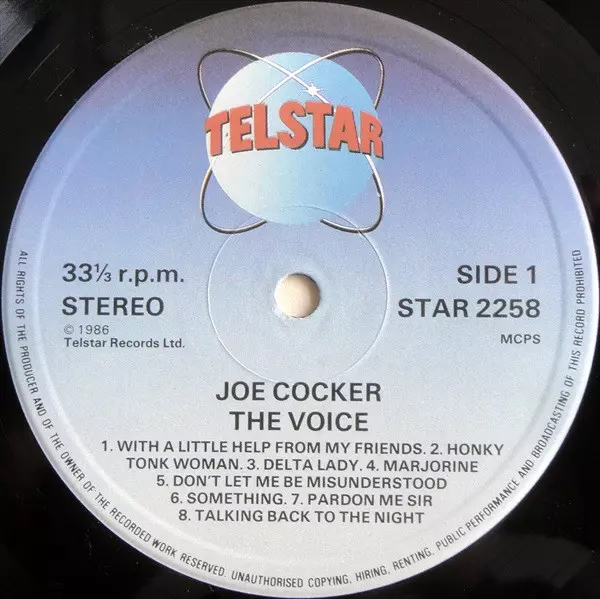 TELSTAR
33⅓ r.p.m.
STEREO
© 1986
Telstar Records Ltd.
SIDE 1
STAR 2258
MCPS
JOE COCKER
THE VOICE
1. WITH A LITTLE HELP FROM MY FRIENDS. 2. HONKY
TONK WOMAN. 3. DELTA LADY. 4. MARJORINE
5. DON'T LET ME BE MISUNDERSTOOD
6. SOMETHING. 7. PARDON ME SIR
8. TALKING BACK TO THE NIGHT
ALL RIGHTS OF THE PRODUCER AND OF THE OWNER OF THE RECORDED WORK RESERVED. UNAUTHORISED COPYING, HIRING, RENTING, PUBLIC PERFORMANCE AND BROADCASTING OF THIS RECORD PROHIBITED